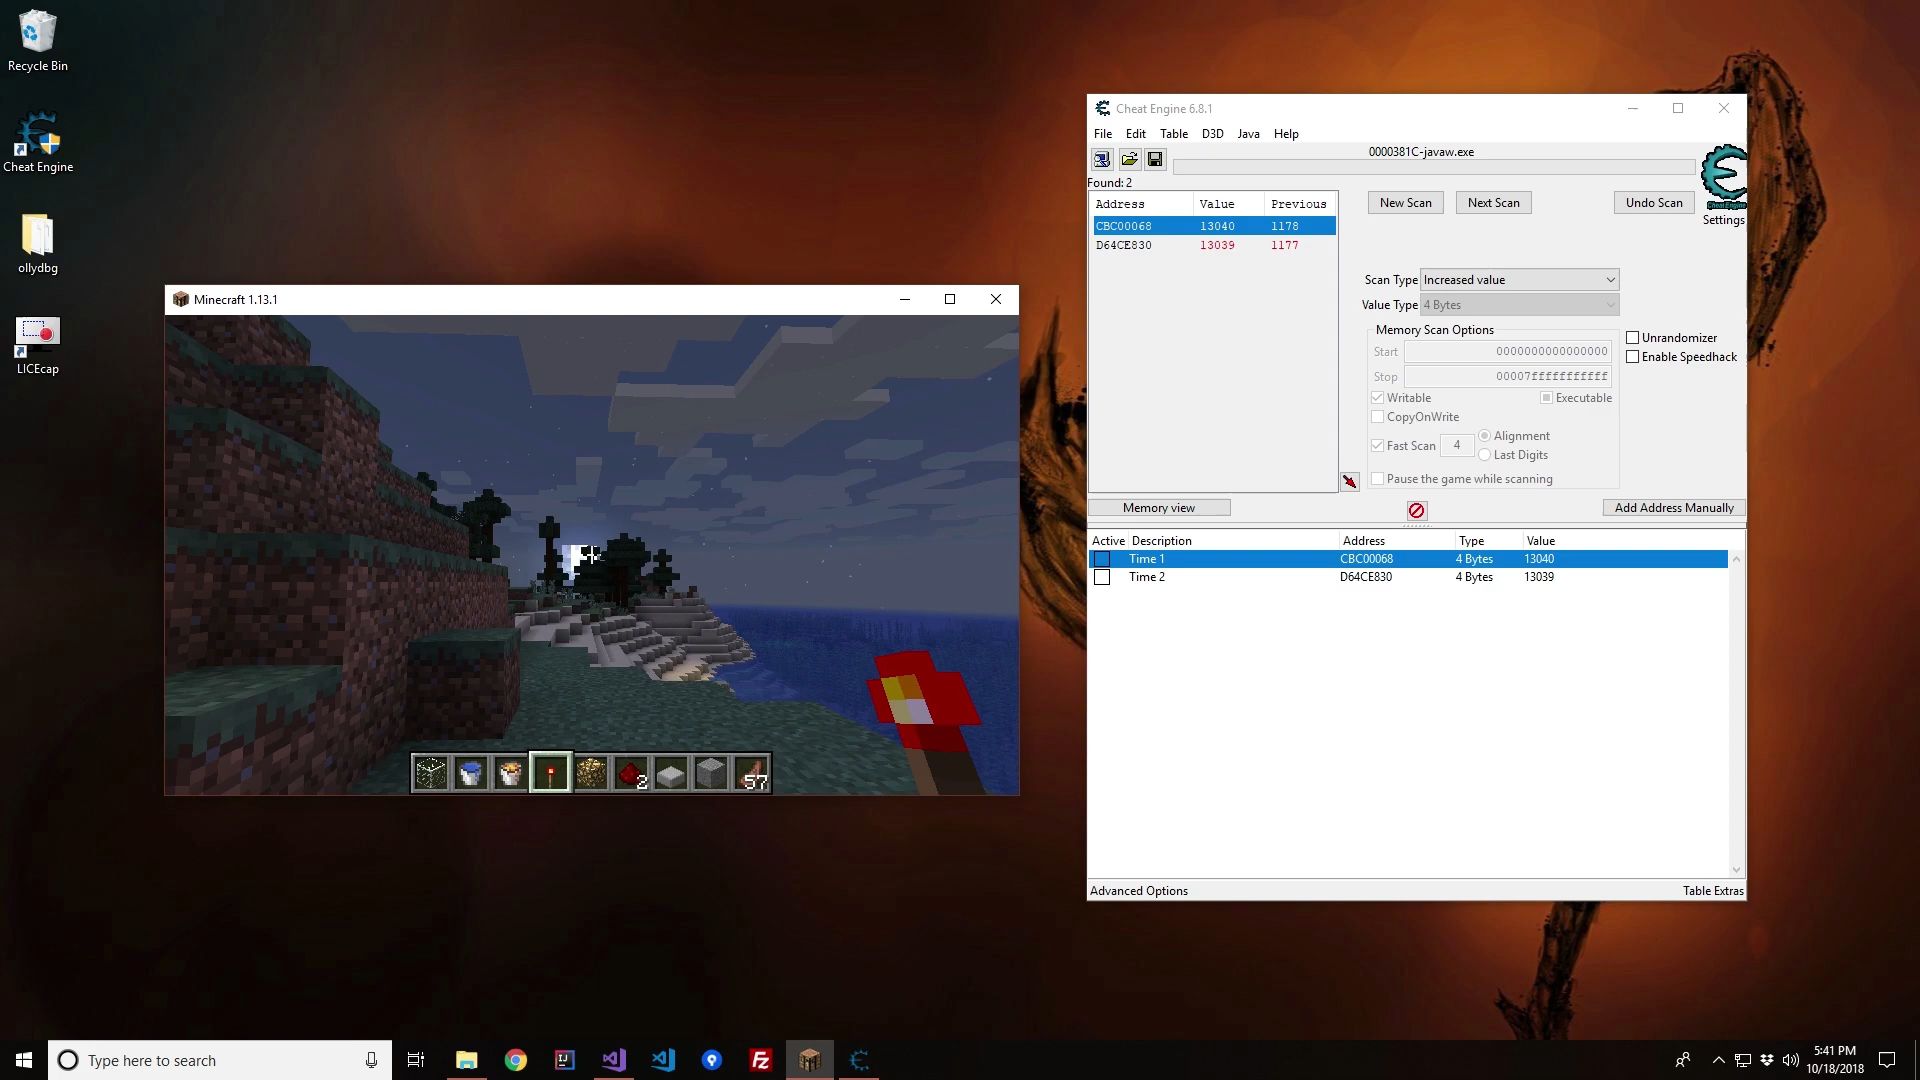 Recycle Bin
Cheat Engine
ollydbg
LICEcap
Minecraft 1.13.1
2
57
Cheat Engine 6.8.1
File Edit Table D3D Java Help
0000381C-javaw.exe
Found: 2
Address Value Previous
CBC00068 13040 1178
D64CE830 13039 1177
New Scan Next Scan Undo Scan
Cheat Engine
Settings
Scan Type Increased value
Value Type 4 Bytes
Memory Scan Options
Start 0000000000000000
Stop 00007fffffffffff
Writable Executable
CopyOnWrite
Fast Scan 4 Alignment
Last Digits
Pause the game while scanning
Unrandomizer
Enable Speedhack
Memory view Add Address Manually
Active Description Address Type Value
Time 1 CBC00068 4 Bytes 13040
Time 2 D64CE830 4 Bytes 13039
Advanced Options Table Extras
Type here to search
IJ
Fz
5:41 PM
10/18/2018